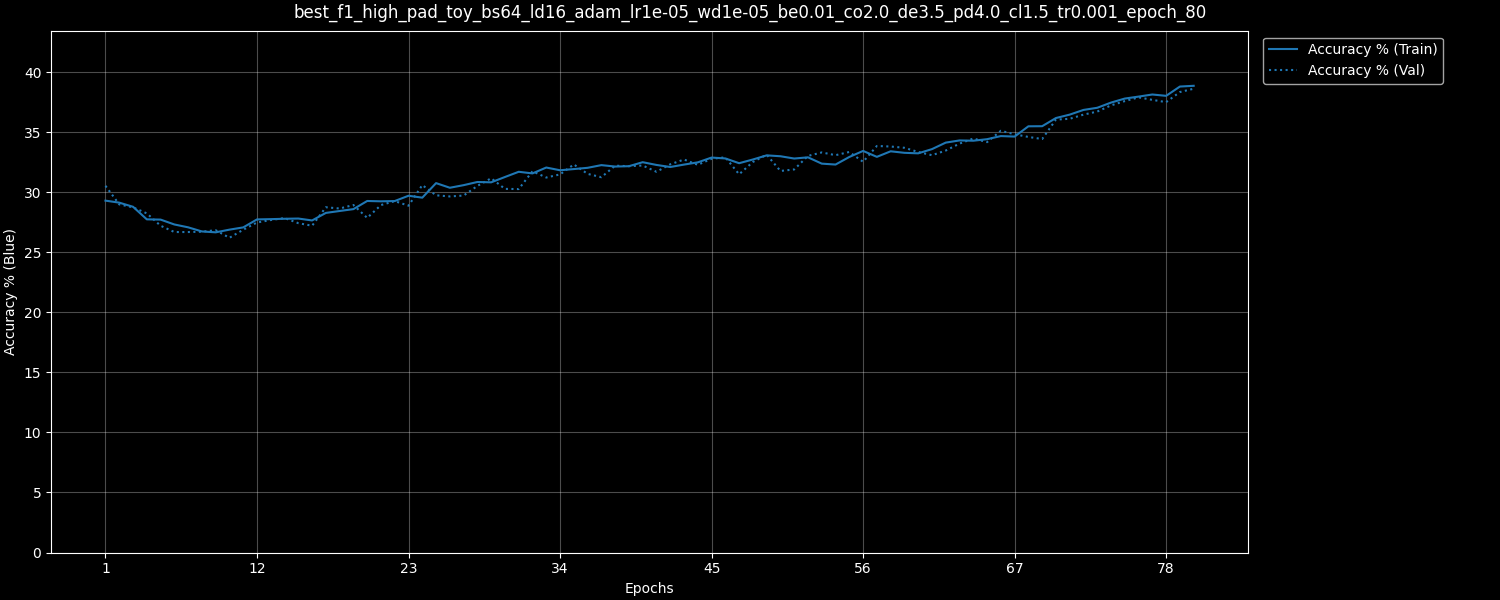 best_f1_high_pad_toy_bs64_ld16_adam_lr1e-05_wd1e-05_be0.01_co2.0_de3.5_pd4.0_cl1.5_tr0.001_epoch_80
Accuracy % (Train)
Accuracy % (Val)
Accuracy % (Blue)
40
35
30
25
20
15
10
5
0
1 12 23 34 45 56 67 78
Epochs